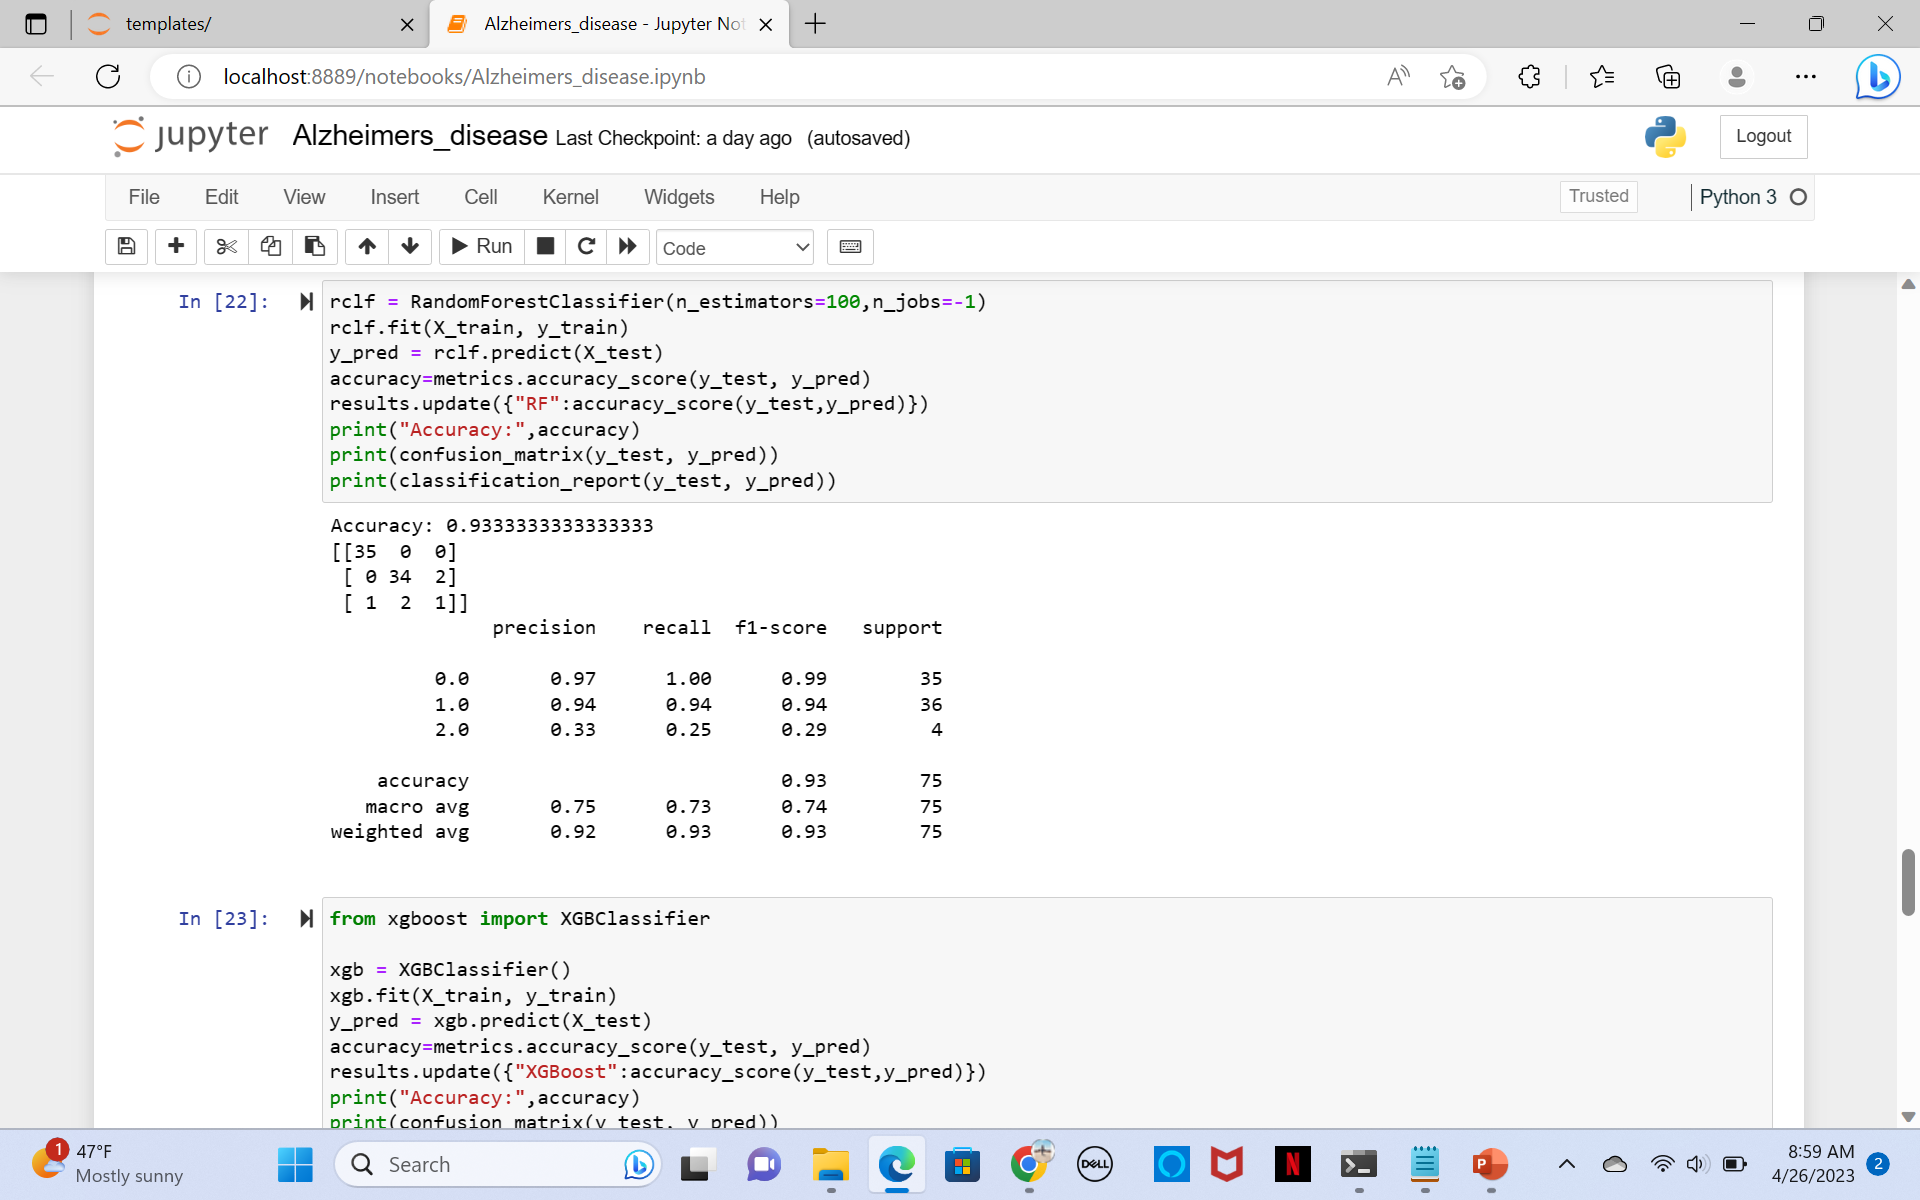 templates/
Alzheimers_disease - Jupyter Not
localhost:8889/notebooks/Alzheimers_disease.ipynb
jupyter Alzheimers_disease Last Checkpoint: a day ago (autosaved)
Logout
File Edit View Insert Cell Kernel Widgets Help
Trusted
Python 3
Run
Code
In [22]:
rclf = RandomForestClassifier(n_estimators=100,n_jobs=-1)
rclf.fit(X_train, y_train)
y_pred = rclf.predict(X_test)
accuracy=metrics.accuracy_score(y_test, y_pred)
results.update({"RF":accuracy_score(y_test,y_pred)})
print("Accuracy:",accuracy)
print(confusion_matrix(y_test, y_pred))
print(classification_report(y_test, y_pred))
Accuracy: 0.9333333333333333
[[35  0  0]
 [ 0 34  2]
 [ 1  2  1]]
              precision    recall  f1-score   support
         0.0       0.97      1.00      0.99        35
         1.0       0.94      0.94      0.94        36
         2.0       0.33      0.25      0.29         4
    accuracy                           0.93        75
   macro avg       0.75      0.73      0.74        75
weighted avg       0.92      0.93      0.93        75
In [23]:
from xgboost import XGBClassifier
xgb = XGBClassifier()
xgb.fit(X_train, y_train)
y_pred = xgb.predict(X_test)
accuracy=metrics.accuracy_score(y_test, y_pred)
results.update({"XGBoost":accuracy_score(y_test,y_pred)})
print("Accuracy:",accuracy)
print(confusion_matrix(y_test, y_pred))
1
47°F
Mostly sunny
Search
DELL
N
P
8:59 AM
4/26/2023
2